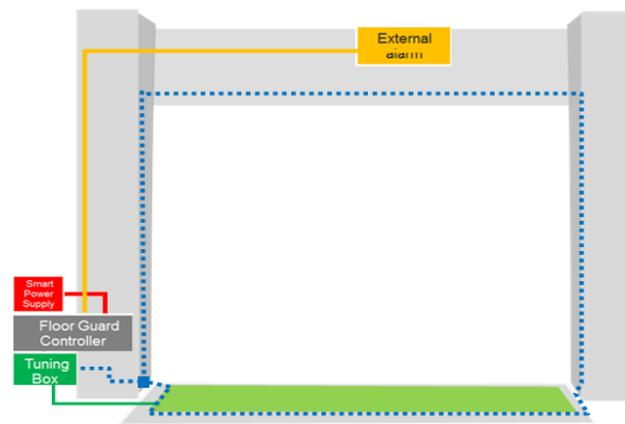 External
alarm
Smart
Power
Supply
Floor Guard
Controller
Tuning
Box